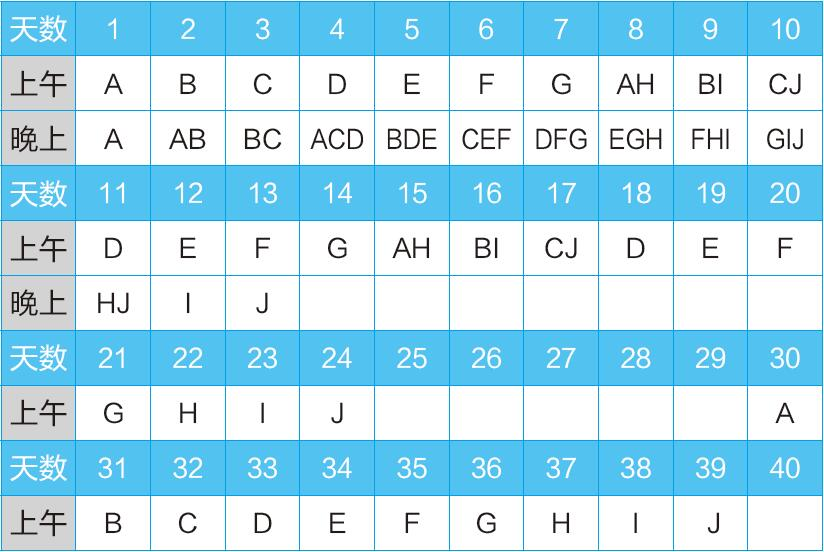 天数 1 2 3 4 5 6 7 8 9 10
上午 A B C D E F G AH BI CJ
晚上 A AB BC ACD BDE CEF DFG EGH FHI GIJ
天数 11 12 13 14 15 16 17 18 19 20
上午 D E F G AH BI CJ D E F
晚上 HJ I J
天数 21 22 23 24 25 26 27 28 29 30
上午 G H I J A
天数 31 32 33 34 35 36 37 38 39 40
上午 B C D E F G H I J